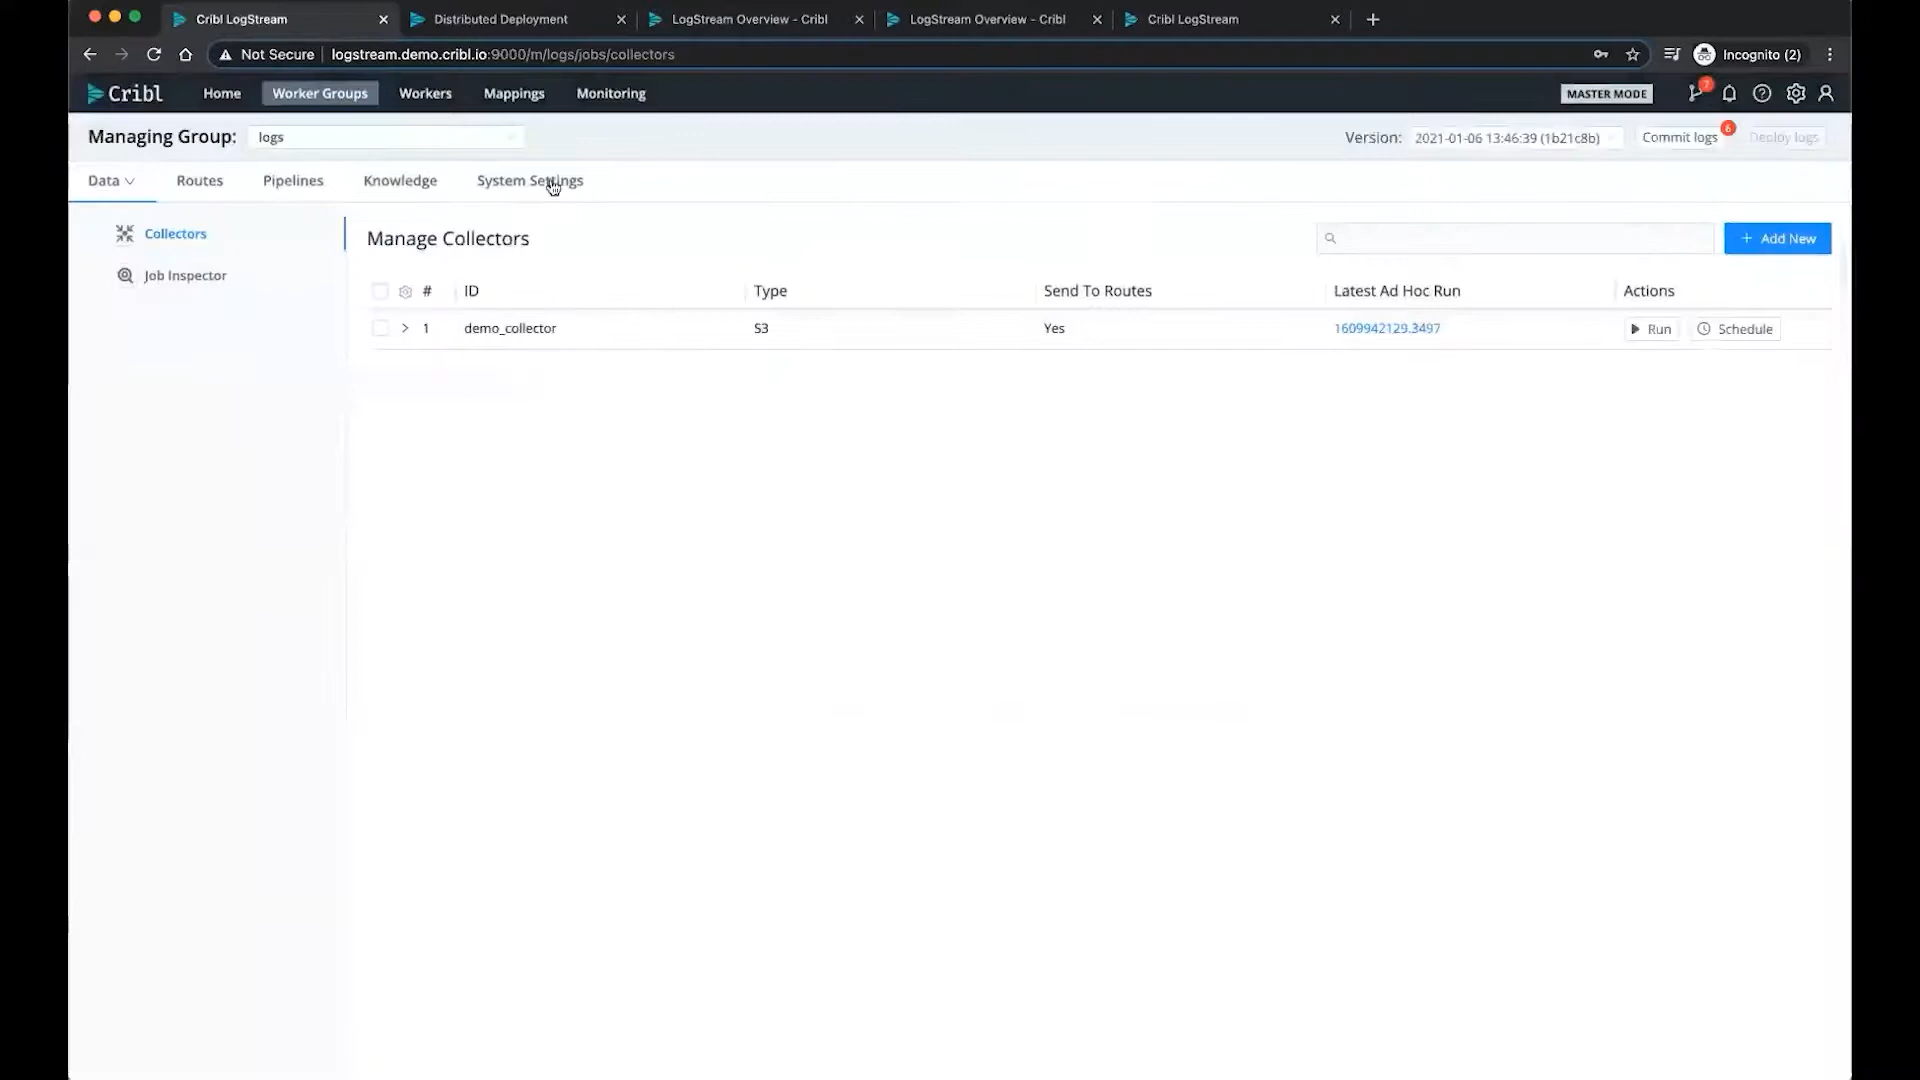 Cribl LogStream
Distributed Deployment
LogStream Overview - Cribl
LogStream Overview - Cribl
Cribl LogStream
Not Secure
logstream.demo.cribl.io:9000/m/logs/jobs/collectors
Incognito (2)
Cribl
Home
Worker Groups
Workers
Mappings
Monitoring
MASTER MODE
7
Managing Group:
logs
Version:
2021-01-06 13:46:39 (1b21c8b)
Commit logs
6
Deploy logs
Data
Routes
Pipelines
Knowledge
System Settings
Collectors
Job Inspector
Manage Collectors
+ Add New
# ID Type Send To Routes Latest Ad Hoc Run Actions
1 demo_collector S3 Yes 1609942129.3497 Run Schedule